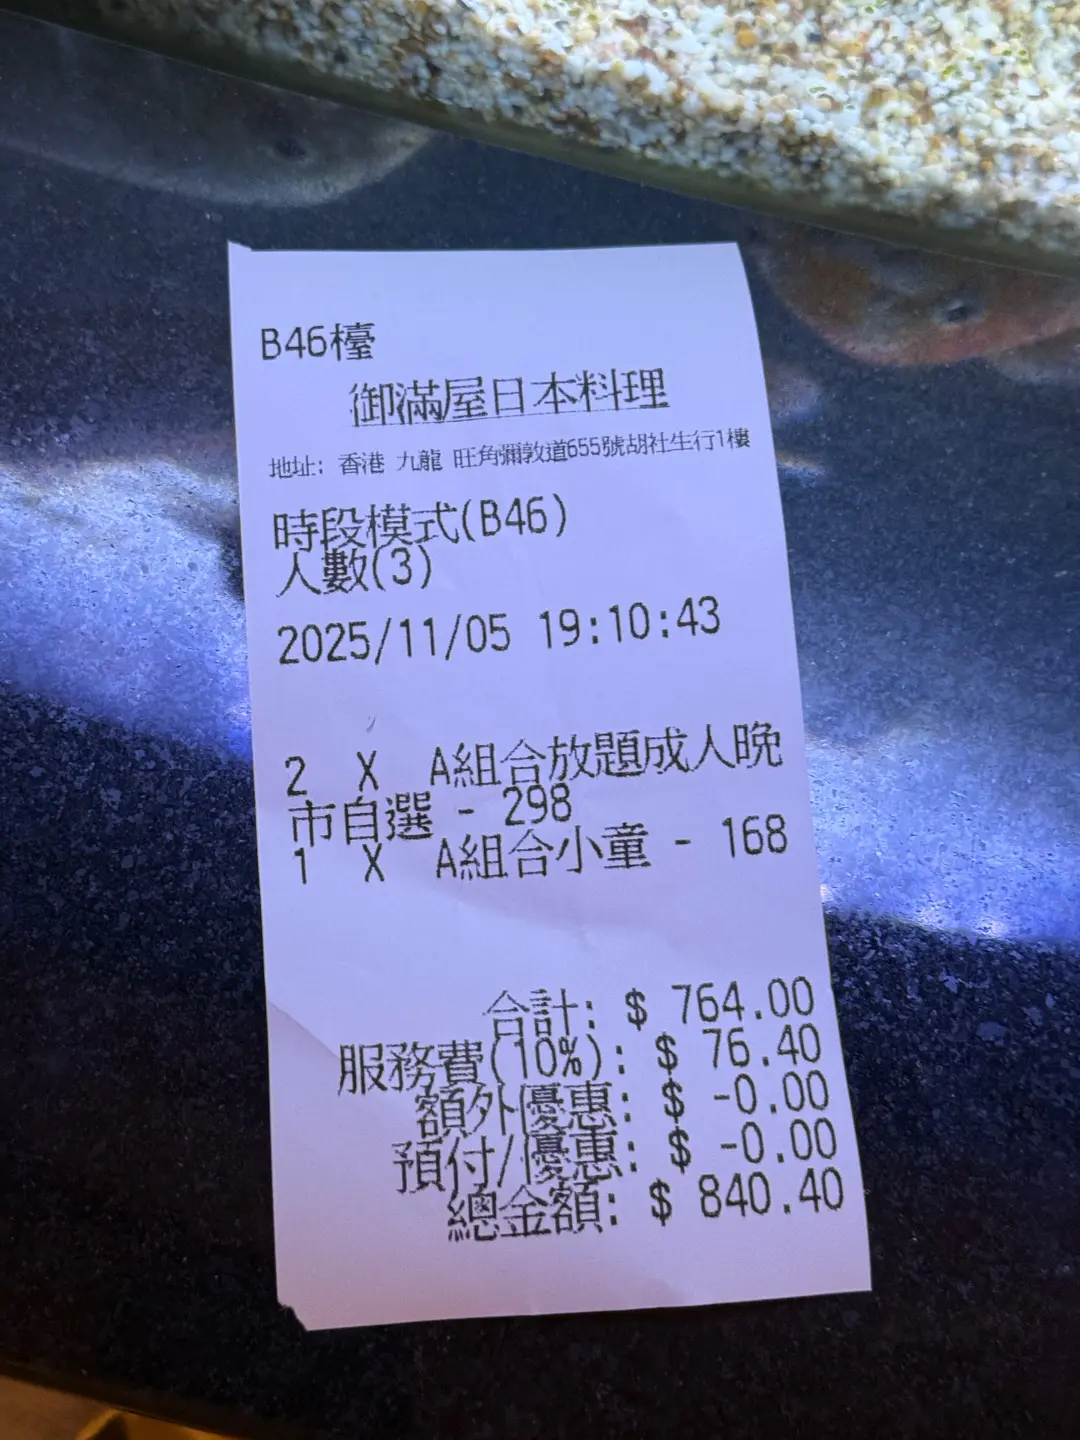 B46檯
御滿屋日本料理
地址: 香港 九龍 旺角彌敦道655號胡社生行1樓
時段模式(B46)
人數(3)
2025/11/05 19:10:43
2 X A組合放題成人晚
市自選 - 298
1 X A組合小童 - 168
合計: $ 764.00
服務費(10%): $ 76.40
額外優惠: $ -0.00
預付/優惠: $ -0.00
總金額: $ 840.40